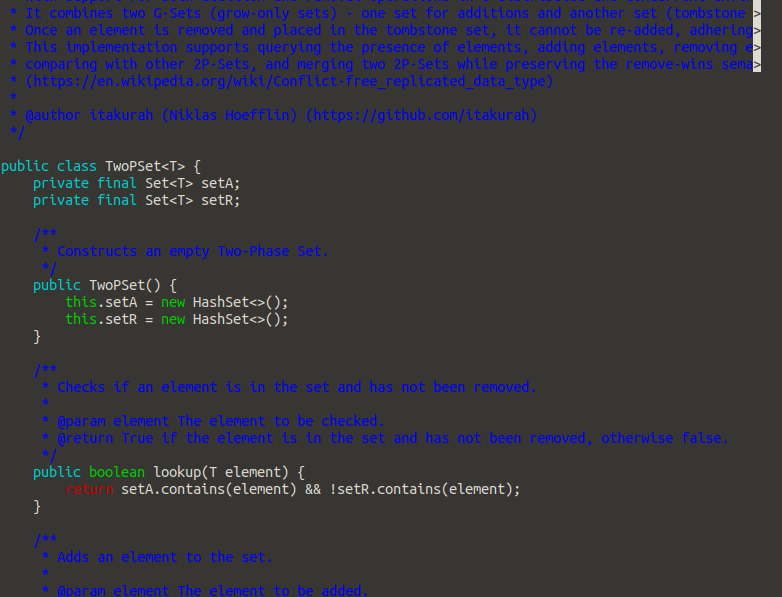 * It combines two G-Sets (grow-only sets) - one set for additions and another set (tombstone >
* Once an element is removed and placed in the tombstone set, it cannot be re-added, adhering>
* This implementation supports querying the presence of elements, adding elements, removing e>
* comparing with other 2P-Sets, and merging two 2P-Sets while preserving the remove-wins sema>
* (https://en.wikipedia.org/wiki/Conflict-free_replicated_data_type)
*
* @author itakurah (Niklas Hoefflin) (https://github.com/itakurah)
*/
public class TwoPSet<T> {
private final Set<T> setA;
private final Set<T> setR;
/**
* Constructs an empty Two-Phase Set.
*/
public TwoPSet() {
this.setA = new HashSet<>();
this.setR = new HashSet<>();
}
/**
* Checks if an element is in the set and has not been removed.
*
* @param element The element to be checked.
* @return True if the element is in the set and has not been removed, otherwise false.
*/
public boolean lookup(T element) {
return setA.contains(element) && !setR.contains(element);
}
/**
* Adds an element to the set.
*
* @param element The element to be added.